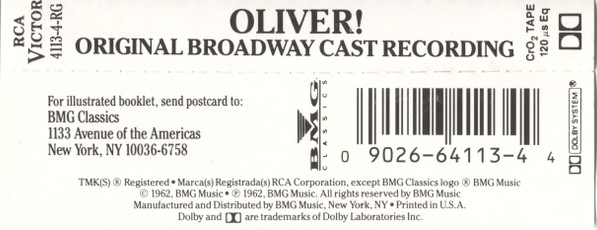 RCA VICTOR
4113-4-RG
OLIVER!
ORIGINAL BROADWAY CAST RECORDING
CrO2 TAPE
120 µs Eq
For illustrated booklet, send postcard to:
BMG Classics
1133 Avenue of the Americas
New York, NY 10036-6758
BMG
CLASSICS
0 9026-64113-4 4
DOLBY SYSTEM®
TMK(S) ® Registered • Marca(s) Registrada(s) RCA Corporation, except BMG Classics logo ® BMG Music
© 1962, BMG Music • ℗ 1962, BMG Music. All rights reserved by BMG Music
Manufactured and Distributed by BMG Music, New York, NY • Printed in U.S.A.
Dolby and are trademarks of Dolby Laboratories Inc.